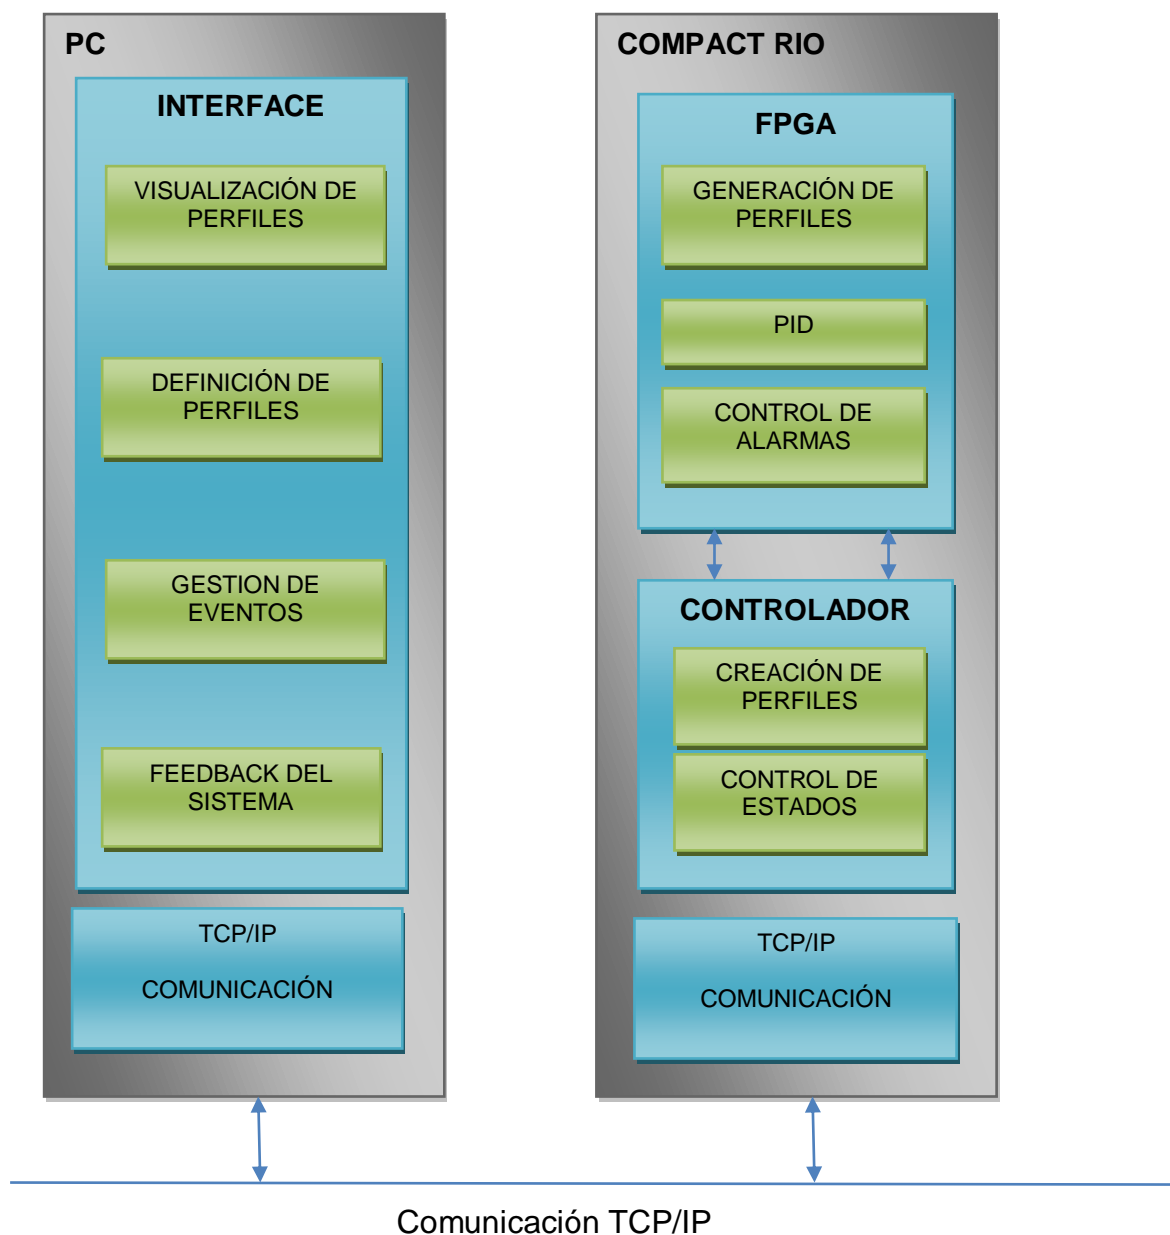 PC
INTERFACE
VISUALIZACIÓN DE
PERFILES
DEFINICIÓN DE
PERFILES
GESTION DE
EVENTOS
FEEDBACK DEL
SISTEMA
TCP/IP
COMUNICACIÓN
COMPACT RIO
FPGA
GENERACIÓN DE
PERFILES
PID
CONTROL DE
ALARMAS
CONTROLADOR
CREACIÓN DE
PERFILES
CONTROL DE
ESTADOS
TCP/IP
COMUNICACIÓN
Comunicación TCP/IP